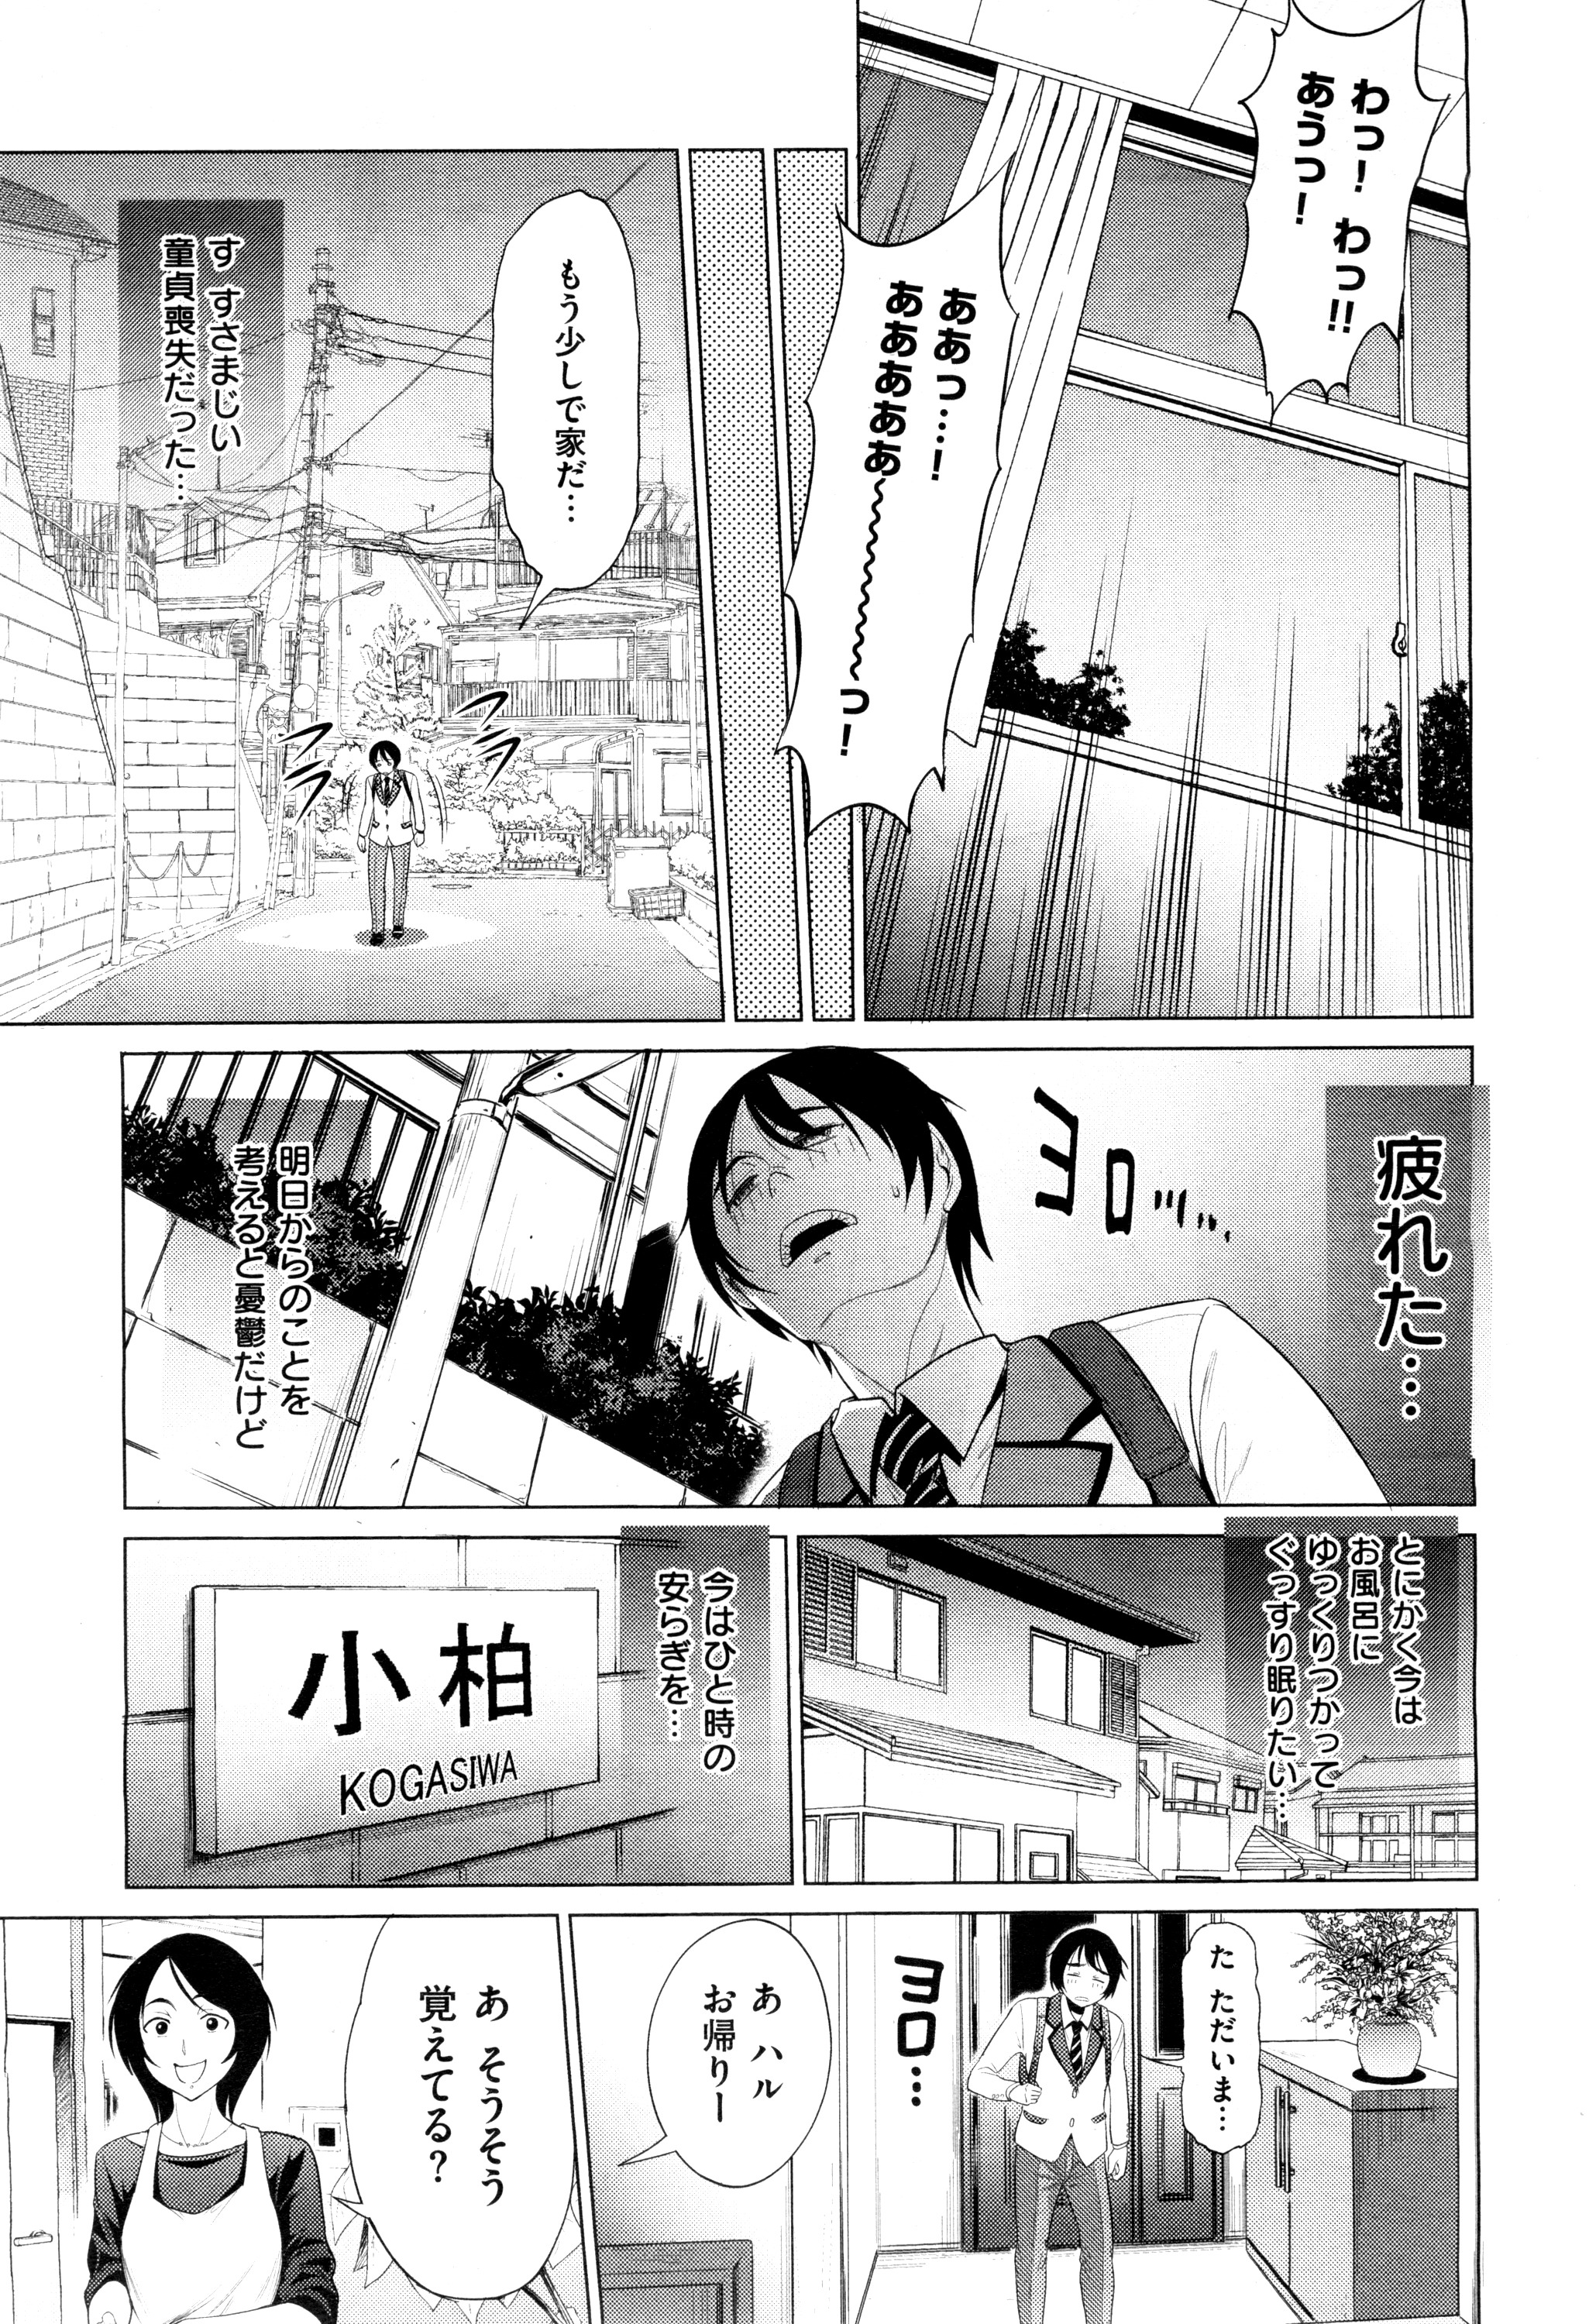 わっ！わっ!!
あうっ！
ああっ…！
あああああ～～～～～～っ！
もう少しで家だ…
す すさまじい
童貞喪失だった…
疲れた…
ヨロ…
明日からのことを
考えると憂鬱だけど
とにかく今は
お風呂に
ゆっくりつかって
ぐっすり眠りたい…
今はひと時の
安らぎを…
小柏
KOGASIWA
た ただいま…
ヨロ…
あ ハル
お帰りー
あ そうそう
覚えてる？